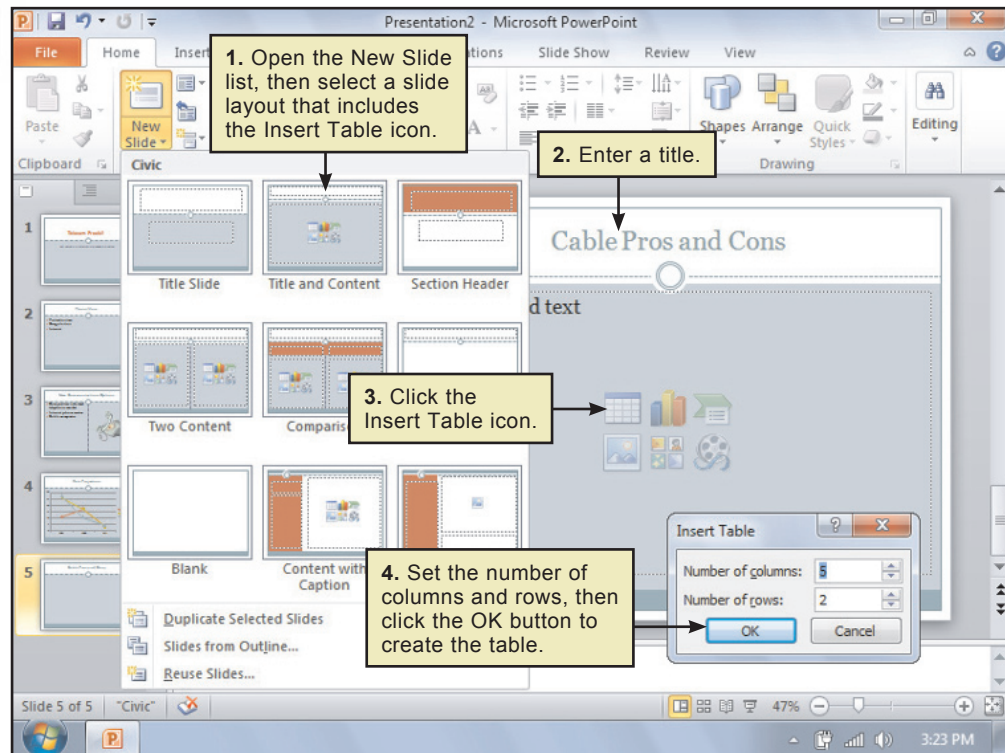 Presentation2 - Microsoft PowerPoint
File Home Insert
Slide Show Review View
1. Open the New Slide
list, then select a slide
layout that includes
the Insert Table icon.
Paste
New
Slide
Shapes Arrange Quick
Styles
Editing
Clipboard
Drawing
2. Enter a title.
Civic
Title Slide
Title and Content
Section Header
Two Content
Blank
Content with
Caption
Duplicate Selected Slides
Slides from Outline...
Reuse Slides...
1
2
3
4
5
Cable Pros and Cons
text
3. Click the
Insert Table icon.
4. Set the number of
columns and rows, then
click the OK button to
create the table.
Insert Table
Number of columns: 5
Number of rows: 2
OK Cancel
Slide 5 of 5 "Civic" 47%
3:23 PM